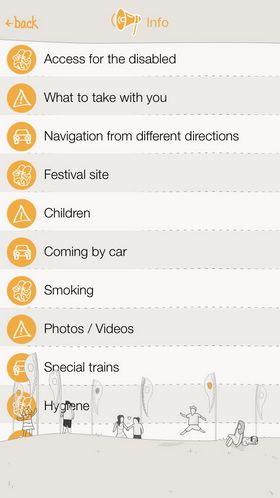 back
Info
Access for the disabled
What to take with you
Navigation from different directions
Festival site
Children
Coming by car
Smoking
Photos / Videos
Special trains
Hygiene